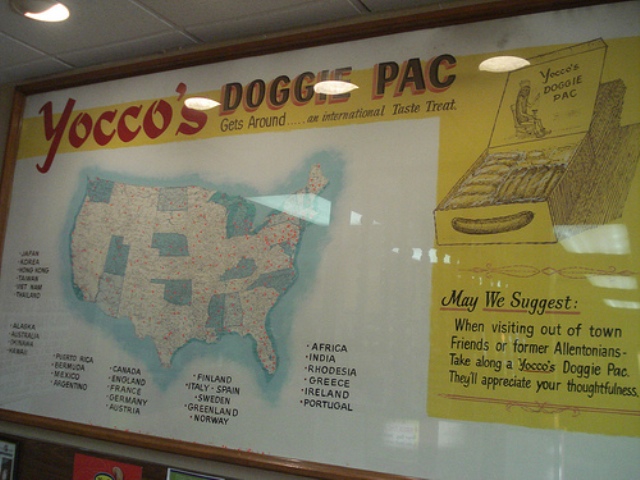 Yocco's DOGGIE PAC
Gets Around.....an international Taste Treat.
Yocco's
DOGGIE
PAC
• JAPAN
• KOREA
• HONG-KONG
• TAIWAN
• VIET NAM
• THAILAND
• ALASKA
• AUSTRALIA
• OKINAWA
• HAWAII
• PUERTO RICA
• BERMUDA
• MEXICO
• ARGENTINO
• CANADA
• ENGLAND
• FRANCE
• GERMANY
• AUSTRIA
• FINLAND
• ITALY - SPAIN
• SWEDEN
• GREENLAND
• NORWAY
• AFRICA
• INDIA
• RHODESIA
• GREECE
• IRELAND
• PORTUGAL
May We Suggest:
When visiting out of town
Friends or former Allentonians-
Take along a Yocco's Doggie Pac.
They'll appreciate your thoughtfulness.